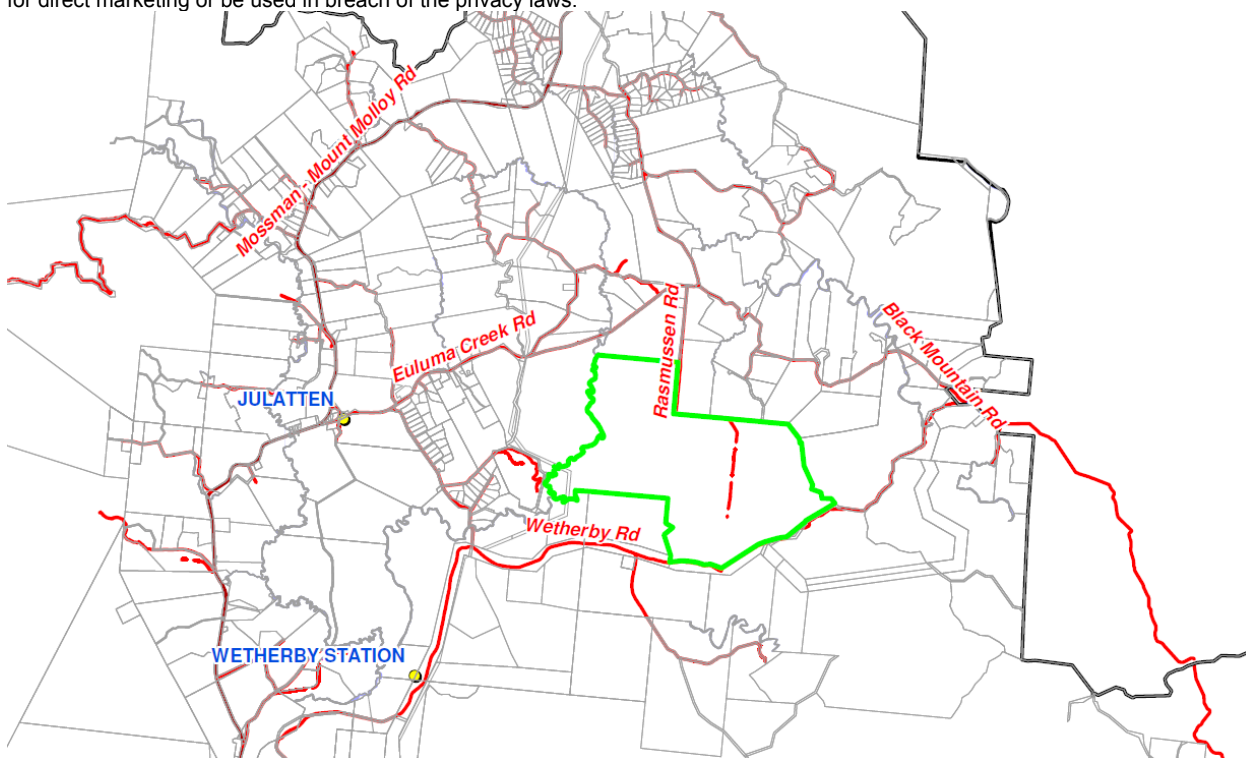 for direct marketing or be used in breach of the privacy laws.
Mossman - Mount Molloy Rd
Black Mountain Rd
Rasmussen Rd
Euluma Creek Rd
JULATTEN
Wetherby Rd
WETHERBY STATION